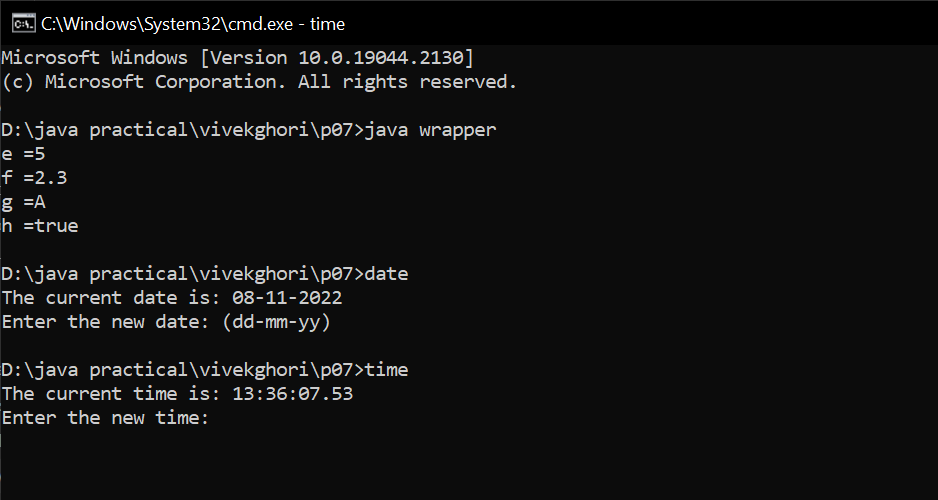 C:\Windows\System32\cmd.exe - time
Microsoft Windows [Version 10.0.19044.2130]
(c) Microsoft Corporation. All rights reserved.
D:\java practical\vivekghori\p07>java wrapper
e =5
f =2.3
g =A
h =true
D:\java practical\vivekghori\p07>date
The current date is: 08-11-2022
Enter the new date: (dd-mm-yy)
D:\java practical\vivekghori\p07>time
The current time is: 13:36:07.53
Enter the new time: